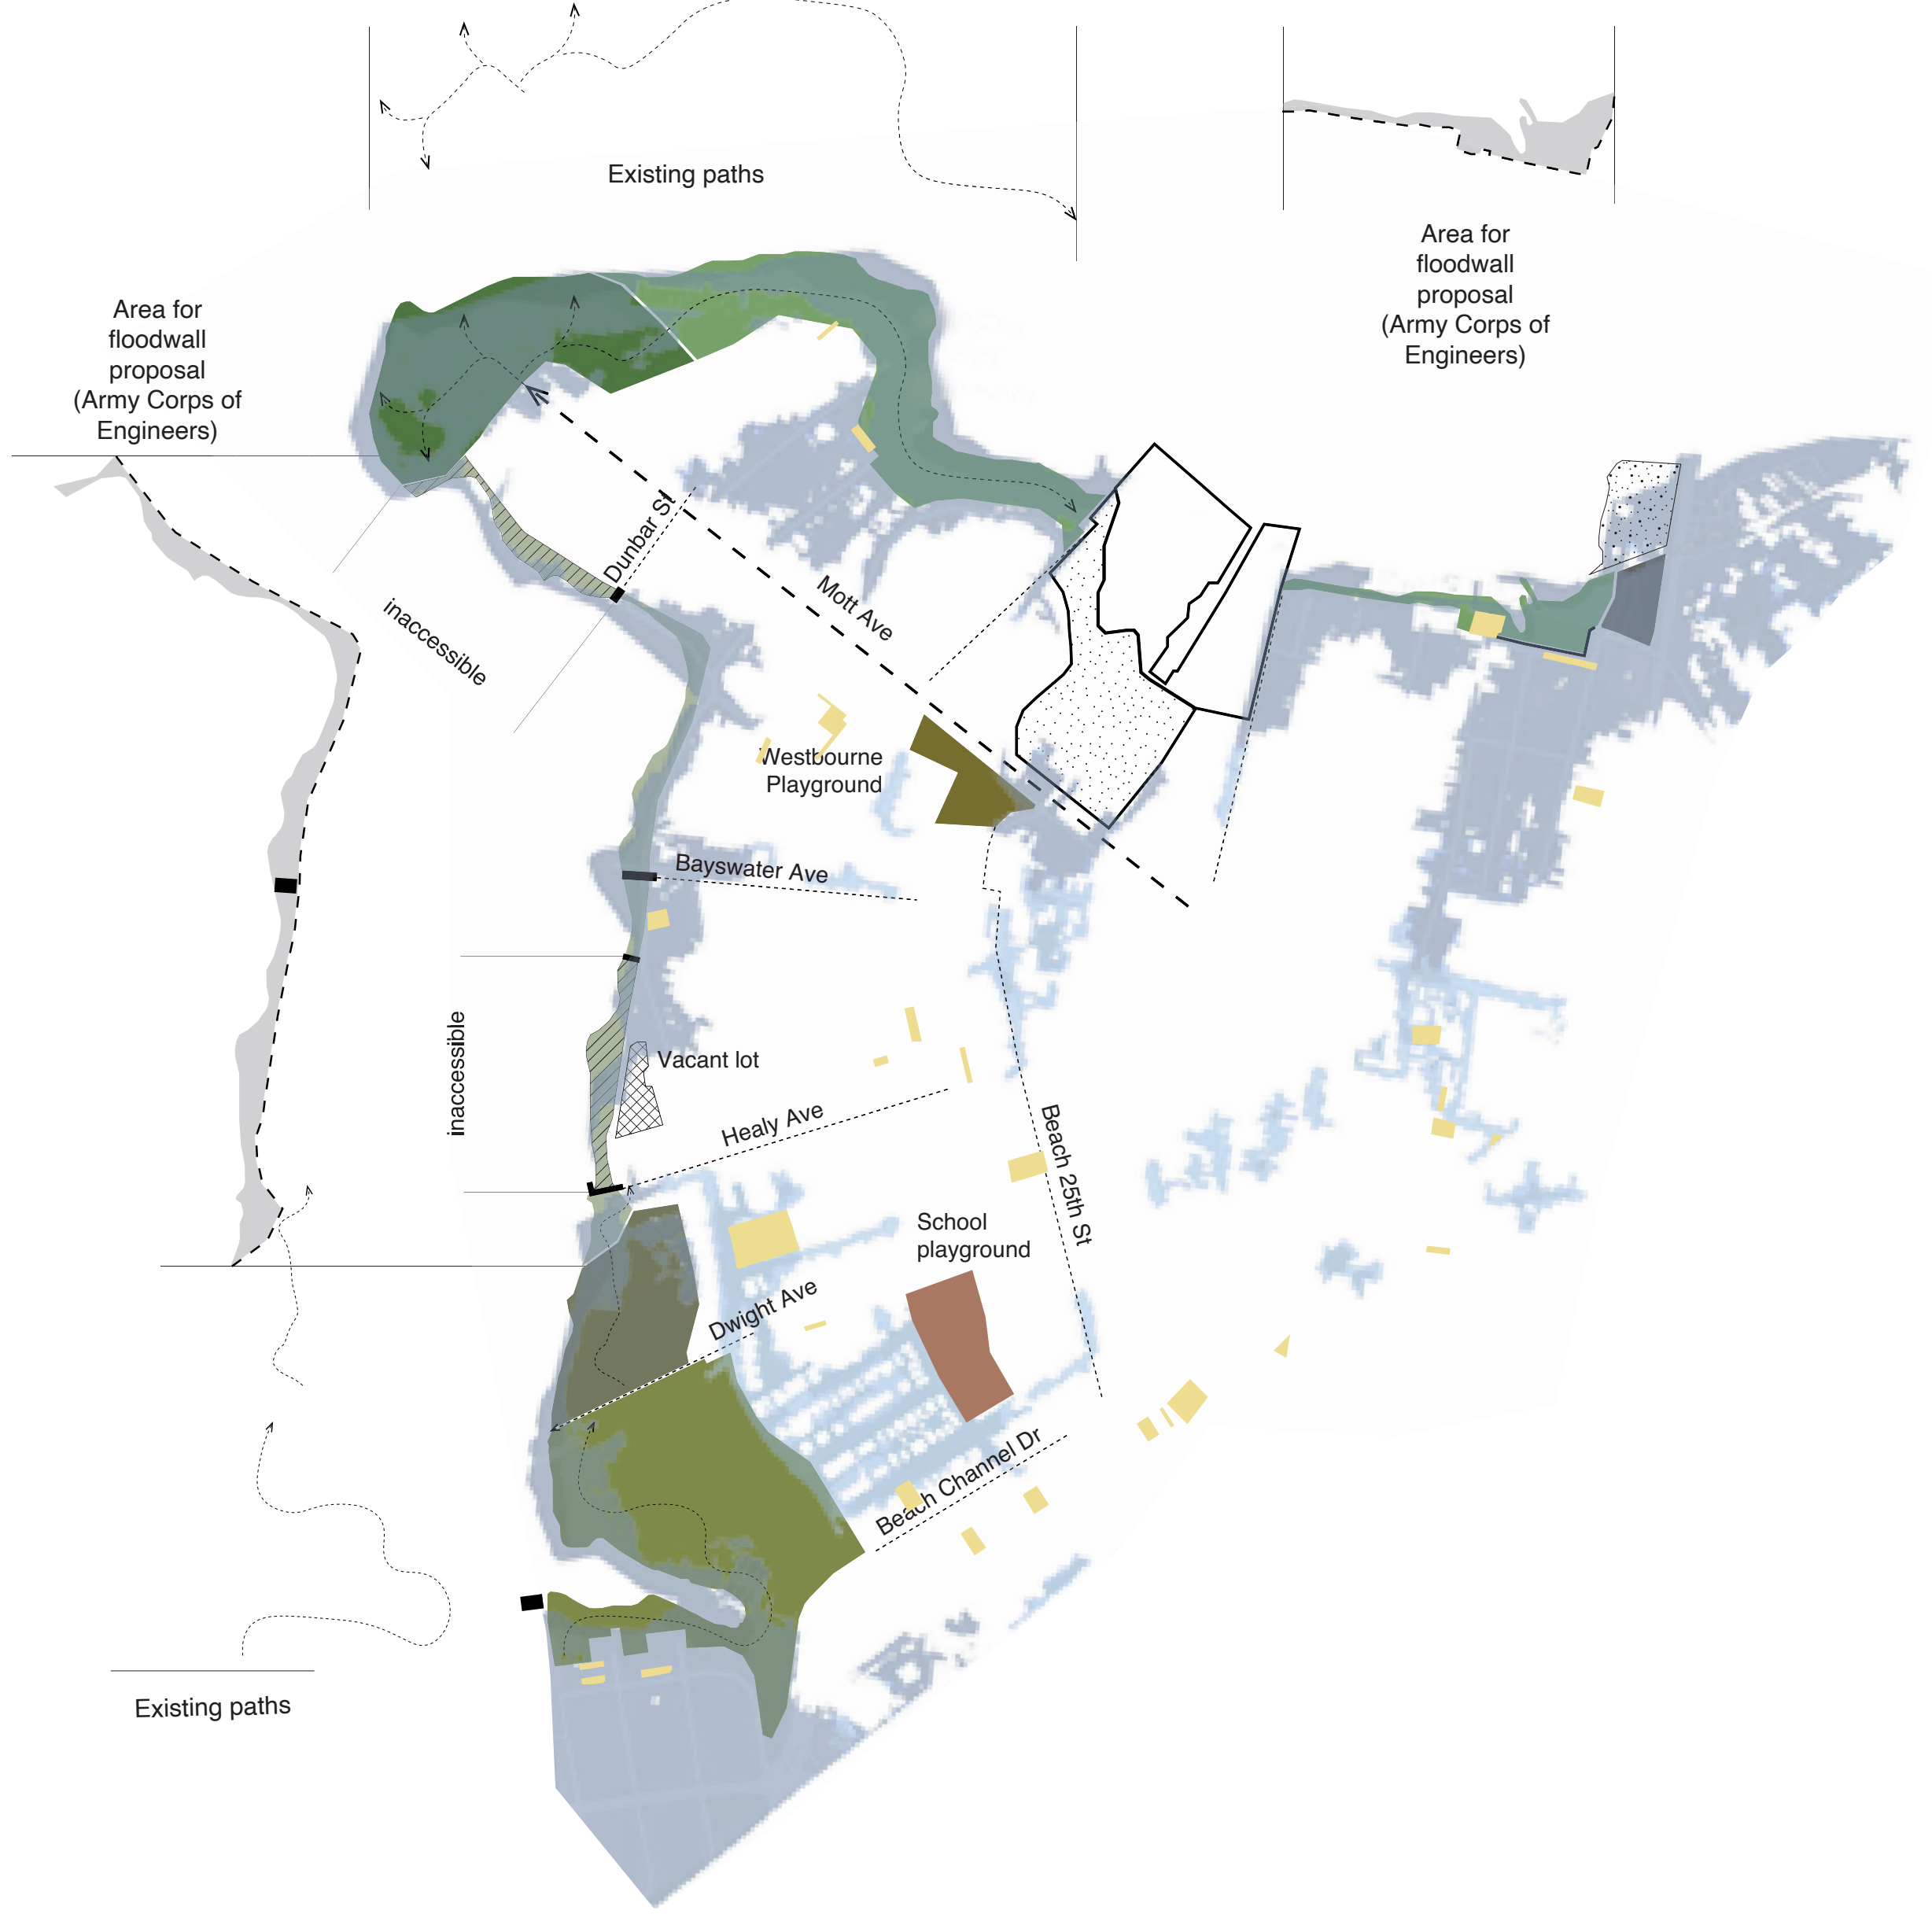 Existing paths
Area for
floodwall
proposal
(Army Corps of
Engineers)
Area for
floodwall
proposal
(Army Corps of
Engineers)
Dunbar St
Mott Ave
inaccessible
Westbourne
Playground
Bayswater Ave
inaccessible
Vacant lot
Healy Ave
Beach 25th St
School
playground
Dwight Ave
Beach Channel Dr
Existing paths